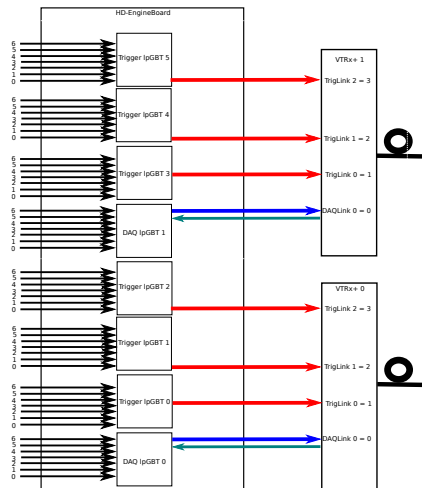 HD-EngineBoard
6
5
4
3
2
1
0
Trigger lpGBT 5
VTRx+ 1
TrigLink 2 = 3
6
5
4
3
2
1
0
Trigger lpGBT 4
TrigLink 1 = 2
6
5
4
3
2
1
0
Trigger lpGBT 3
TrigLink 0 = 1
6
5
4
3
2
1
0
DAQ lpGBT 1
DAQLink 0 = 0
6
5
4
3
2
1
0
Trigger lpGBT 2
VTRx+ 0
TrigLink 2 = 3
6
5
4
3
2
1
0
Trigger lpGBT 1
TrigLink 1 = 2
6
5
4
3
2
1
0
Trigger lpGBT 0
TrigLink 0 = 1
6
5
4
3
2
1
0
DAQ lpGBT 0
DAQLink 0 = 0